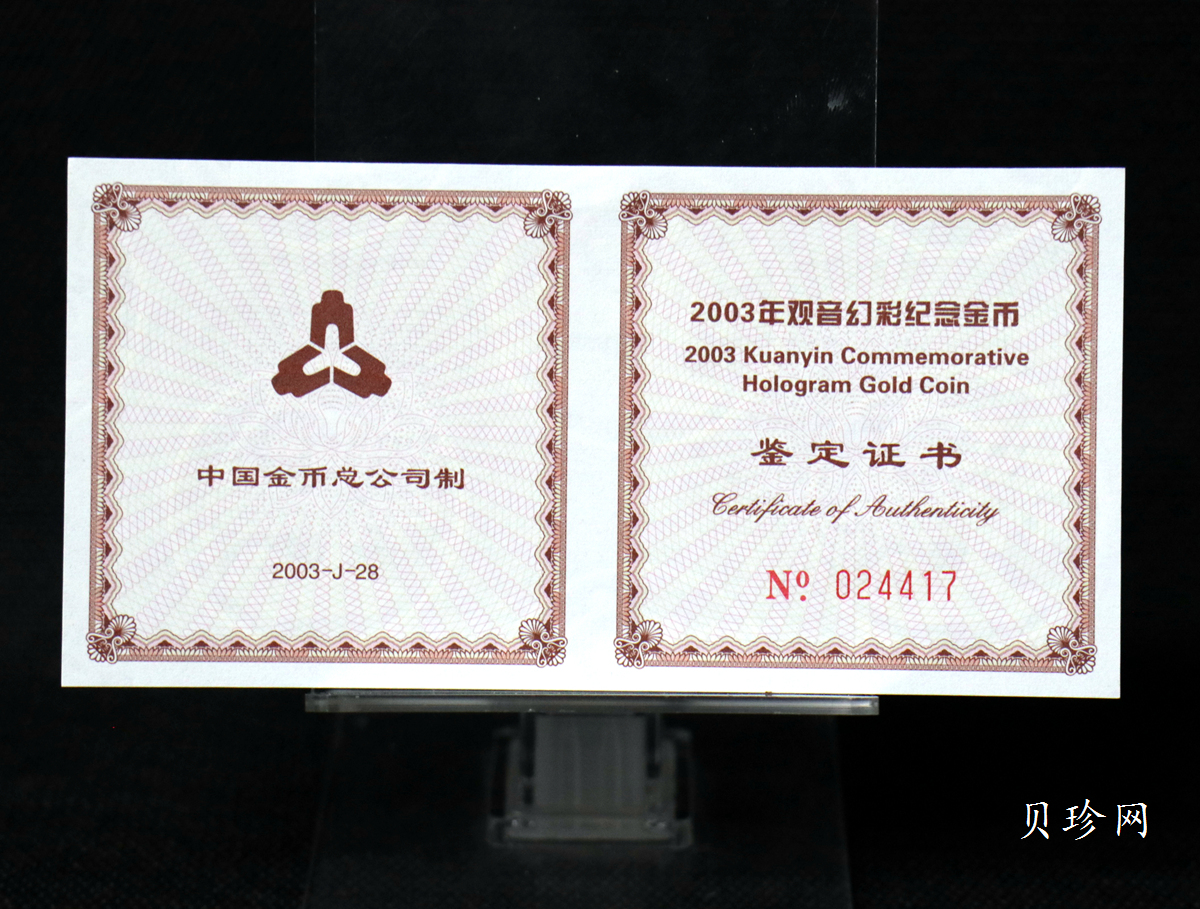 中国金币总公司制
2003-J-28
2003年观音幻彩纪念金币
2003 Kuanyin Commemorative
Hologram Gold Coin
鉴定证书
Certificate of Authenticity
Nº 024417
贝珍网